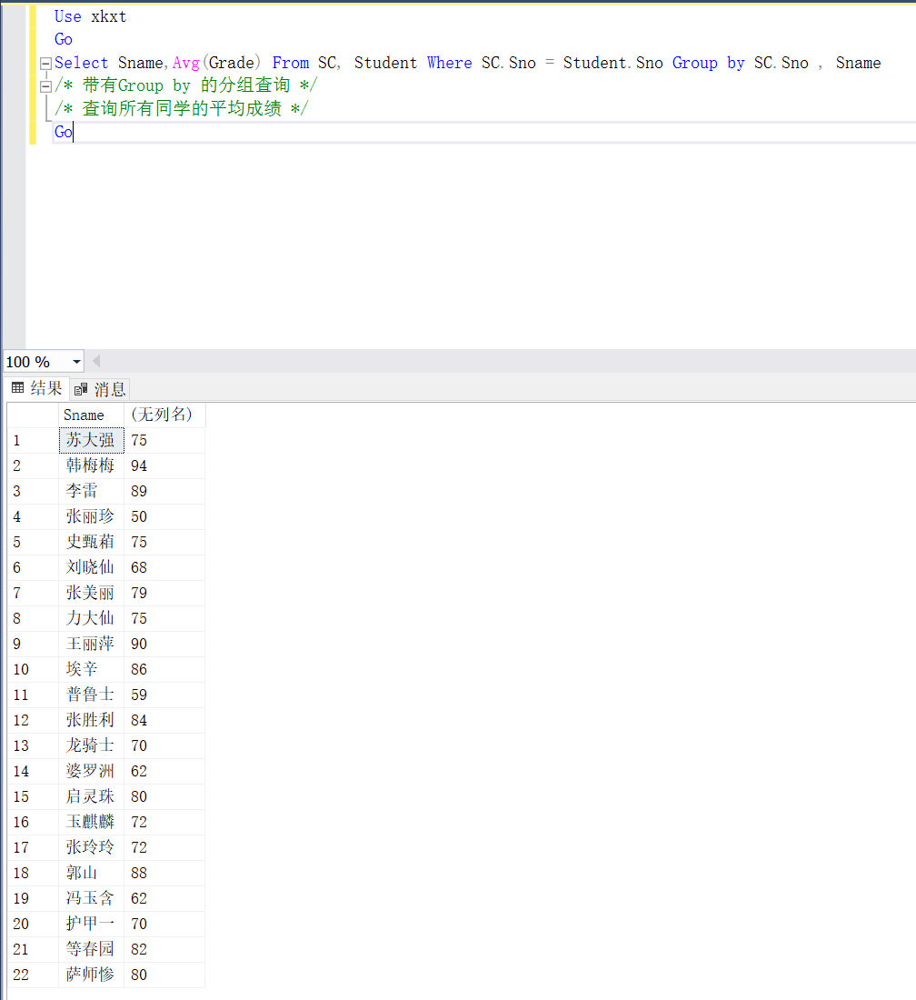 Use xkxt
Go
Select Sname,Avg(Grade) From SC, Student Where SC.Sno = Student.Sno Group by SC.Sno , Sname
/* 带有Group by 的分组查询 */
/* 查询所有同学的平均成绩 */
Go
100 %
结果 消息
Sname (无列名)
1 苏大强 75
2 韩梅梅 94
3 李雷 89
4 张丽珍 50
5 史甄葙 75
6 刘晓仙 68
7 张美丽 79
8 力大仙 75
9 王丽萍 90
10 埃辛 86
11 普鲁士 59
12 张胜利 84
13 龙骑士 70
14 婆罗洲 62
15 启灵珠 80
16 玉麒麟 72
17 张玲玲 72
18 郭山 88
19 冯玉含 62
20 护甲一 70
21 等春园 82
22 萨师惨 80